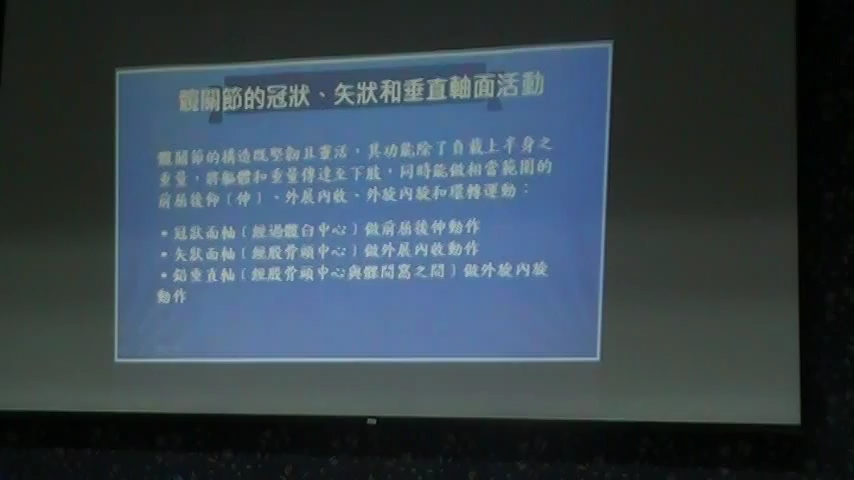 髖關節的冠狀、矢狀和垂直軸面活動
髖關節的構造既堅韌且靈活，其功能除了負載上半身之
重量，將軀體和重量傳達至下肢，同時能做相當範圍的
前屈後仰（伸）、外展內收、外旋內旋和環轉運動：
•冠狀面軸（經過髖臼中心）做前屈後伸動作
•矢狀面軸（經股骨頭中心）做外展內收動作
•鉛垂直軸（經股骨頭中心與髁間窩之間）做外旋內旋
動作